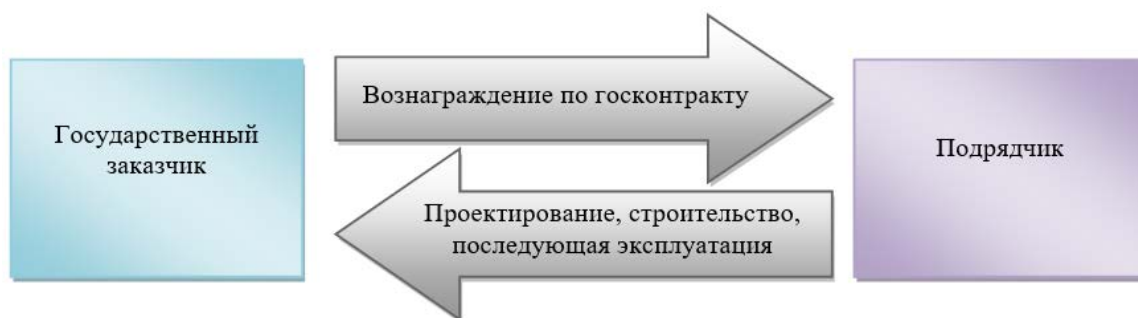 Государственный
заказчик
Вознаграждение по госконтракту
Проектирование, строительство,
последующая эксплуатация
Подрядчик